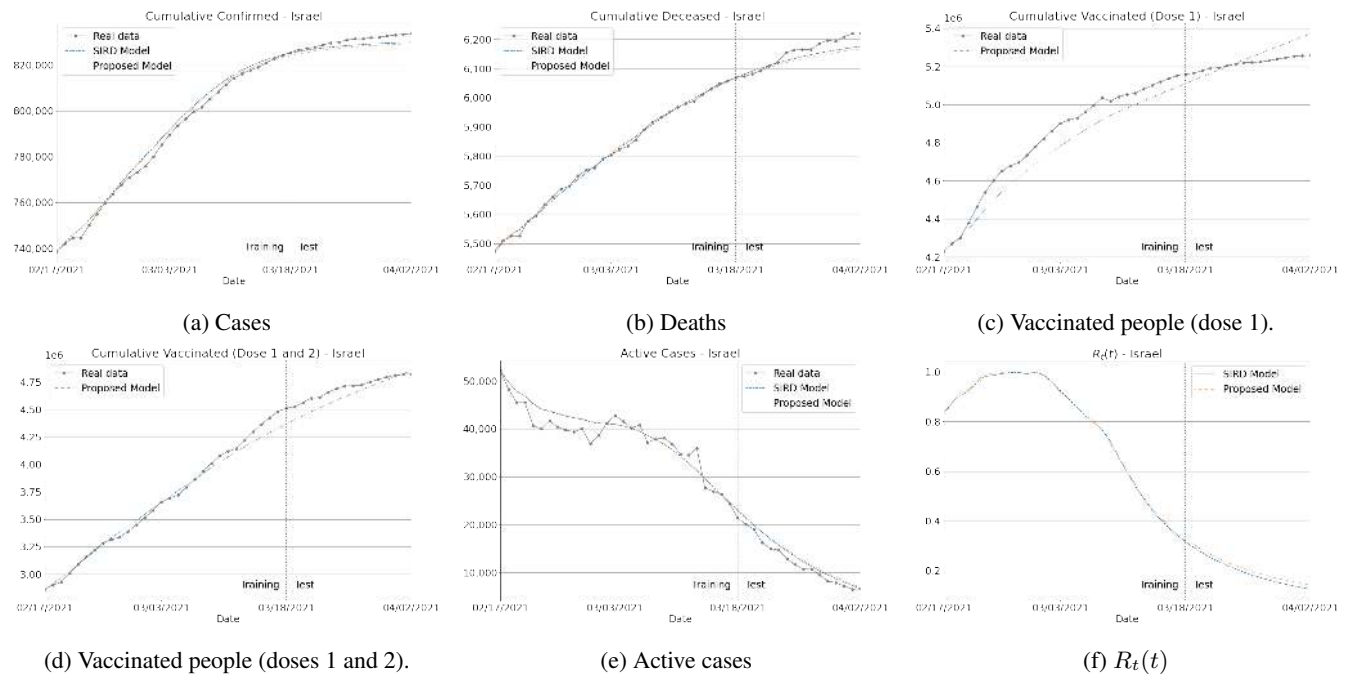 Cumulative Confirmed - Israel
Real data
SIRD Model
Proposed Model
820,000
800,000
780,000
760,000
740,000
Training Test
02/17/2021 03/03/2021 03/18/2021 04/02/2021
Date
(a) Cases
Cumulative Deceased - Israel
Real data
SIRD Model
Proposed Model
6,200
6,100
6,000
5,900
5,800
5,700
5,600
5,500
Training Test
02/17/2021 03/03/2021 03/18/2021 04/02/2021
Date
(b) Deaths
Cumulative Vaccinated (Dose 1) - Israel
1e6
Real data
Proposed Model
5.4
5.2
5.0
4.8
4.6
4.4
4.2
Training Test
02/17/2021 03/03/2021 03/18/2021 04/02/2021
Date
(c) Vaccinated people (dose 1).
Cumulative Vaccinated (Dose 1 and 2) - Israel
1e6
Real data
Proposed Model
4.75
4.50
4.25
4.00
3.75
3.50
3.25
3.00
Training Test
02/17/2021 03/03/2021 03/18/2021 04/02/2021
Date
(d) Vaccinated people (doses 1 and 2).
Active Cases - Israel
Real data
SIRD Model
Proposed Model
50,000
40,000
30,000
20,000
10,000
Training Test
02/17/2021 03/03/2021 03/18/2021 04/02/2021
Date
(e) Active cases
Rt(t) - Israel
SIRD Model
Proposed Model
1.0
0.8
0.6
0.4
0.2
Training Test
02/17/2021 03/03/2021 03/18/2021 04/02/2021
Date
(f) Rt(t)